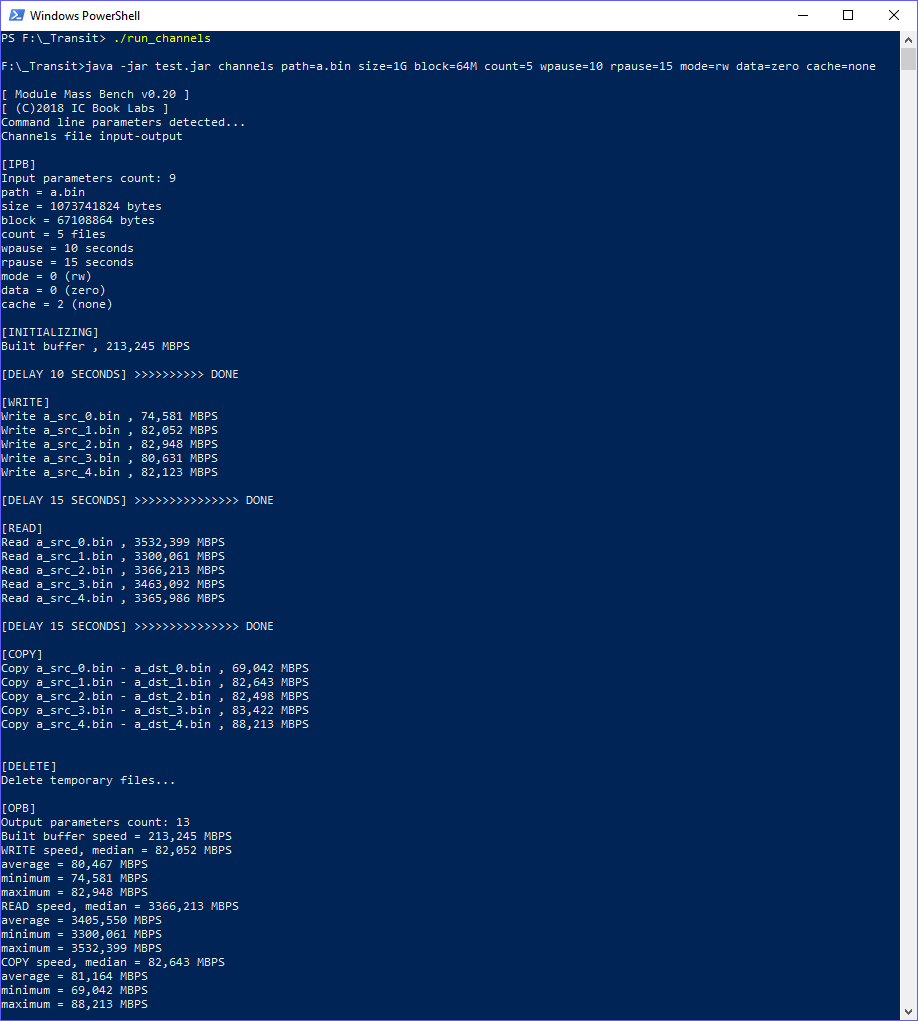 Windows PowerShell
PS F:\_Transit> ./run_channels
F:\_Transit>java -jar test.jar channels path=a.bin size=1G block=64M count=5 wpause=10 rpause=15 mode=rw data=zero cache=none
[ Module Mass Bench v0.20 ]
[ (C)2018 IC Book Labs ]
Command line parameters detected...
Channels file input-output
[IPB]
Input parameters count: 9
path = a.bin
size = 1073741824 bytes
block = 67108864 bytes
count = 5 files
wpause = 10 seconds
rpause = 15 seconds
mode = 0 (rw)
data = 0 (zero)
cache = 2 (none)
[INITIALIZING]
Built buffer , 213,245 MBPS
[DELAY 10 SECONDS] >>>>>>>>>> DONE
[WRITE]
Write a_src_0.bin , 74,581 MBPS
Write a_src_1.bin , 82,052 MBPS
Write a_src_2.bin , 82,948 MBPS
Write a_src_3.bin , 80,631 MBPS
Write a_src_4.bin , 82,123 MBPS
[DELAY 15 SECONDS] >>>>>>>>>>>>>>> DONE
[READ]
Read a_src_0.bin , 3532,399 MBPS
Read a_src_1.bin , 3300,061 MBPS
Read a_src_2.bin , 3366,213 MBPS
Read a_src_3.bin , 3463,092 MBPS
Read a_src_4.bin , 3365,986 MBPS
[DELAY 15 SECONDS] >>>>>>>>>>>>>>> DONE
[COPY]
Copy a_src_0.bin - a_dst_0.bin , 69,042 MBPS
Copy a_src_1.bin - a_dst_1.bin , 82,643 MBPS
Copy a_src_2.bin - a_dst_2.bin , 82,498 MBPS
Copy a_src_3.bin - a_dst_3.bin , 83,422 MBPS
Copy a_src_4.bin - a_dst_4.bin , 88,213 MBPS
[DELETE]
Delete temporary files...
[OPB]
Output parameters count: 13
Built buffer speed = 213,245 MBPS
WRITE speed, median = 82,052 MBPS
average = 80,467 MBPS
minimum = 74,581 MBPS
maximum = 82,948 MBPS
READ speed, median = 3366,213 MBPS
average = 3405,550 MBPS
minimum = 3300,061 MBPS
maximum = 3532,399 MBPS
COPY speed, median = 82,643 MBPS
average = 81,164 MBPS
minimum = 69,042 MBPS
maximum = 88,213 MBPS